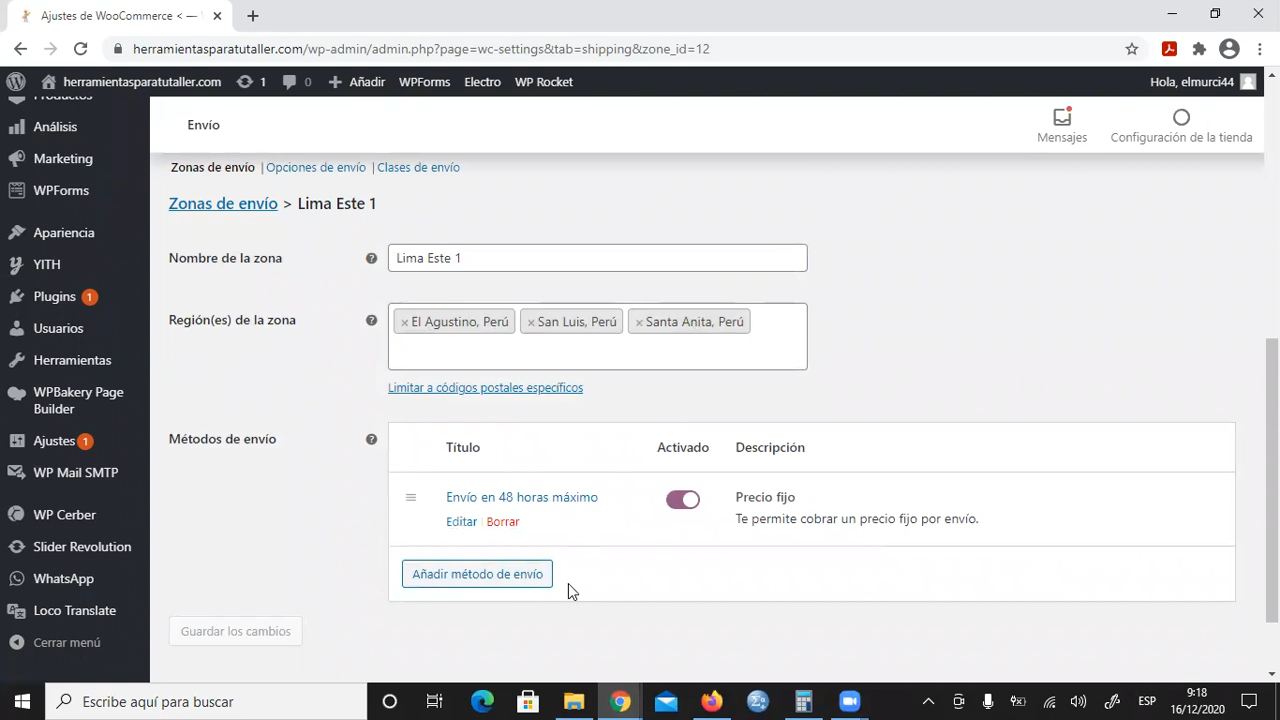 Ajustes de WooCommerce < —
herramientasparatutaller.com/wp-admin/admin.php?page=wc-settings&tab=shipping&zone_id=12
herramientasparatutaller.com
1
0
Añadir
WPForms
Electro
WP Rocket
Hola, elmurci44
Productos
Análisis
Marketing
WPForms
Apariencia
YITH
Plugins 1
Usuarios
Herramientas
WPBakery Page
Builder
Ajustes 1
WP Mail SMTP
WP Cerber
Slider Revolution
WhatsApp
Loco Translate
Cerrar menú
Envío
Mensajes
Configuración de la tienda
Zonas de envío | Opciones de envío | Clases de envío
Zonas de envío > Lima Este 1
Nombre de la zona
Lima Este 1
Región(es) de la zona
× El Agustino, Perú × San Luis, Perú × Santa Anita, Perú
Limitar a códigos postales específicos
Métodos de envío
Título Activado Descripción
Envío en 48 horas máximo
Editar | Borrar
Precio fijo
Te permite cobrar un precio fijo por envío.
Añadir método de envío
Guardar los cambios
Escribe aquí para buscar
ESP
9:18
16/12/2020